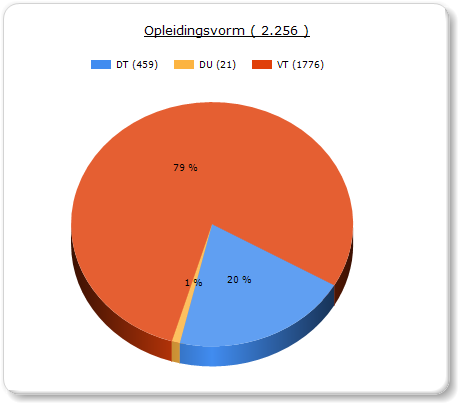 Opleidingsvorm ( 2.256 )
DT (459) DU (21) VT (1776)
79 %
20 %
1 %